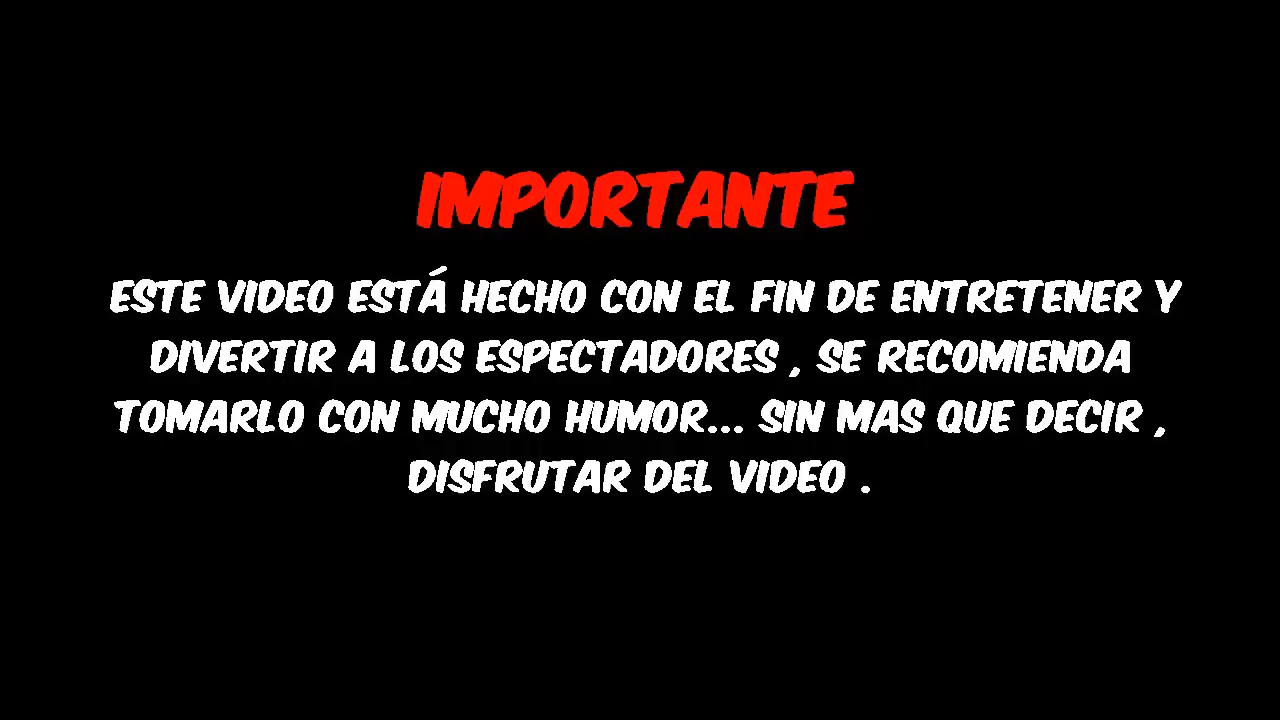 IMPORTANTE
ESTE VIDEO ESTÁ HECHO CON EL FIN DE ENTRETENER Y
DIVERTIR A LOS ESPECTADORES , SE RECOMIENDA
TOMARLO CON MUCHO HUMOR... SIN MAS QUE DECIR ,
DISFRUTAR DEL VIDEO .